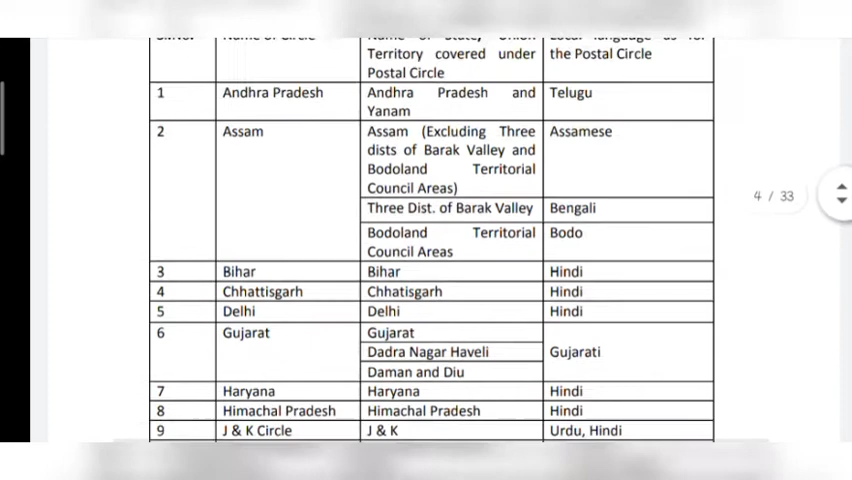 Territory covered under the Postal Circle
Postal Circle
1 Andhra Pradesh Andhra Pradesh and Telugu
Yanam
2 Assam Assam (Excluding Three Assamese
dists of Barak Valley and
Bodoland Territorial
Council Areas)
Three Dist. of Barak Valley Bengali
Bodoland Territorial Bodo
Council Areas
3 Bihar Bihar Hindi
4 Chhattisgarh Chhatisgarh Hindi
5 Delhi Delhi Hindi
6 Gujarat Gujarat
Dadra Nagar Haveli Gujarati
Daman and Diu
7 Haryana Haryana Hindi
8 Himachal Pradesh Himachal Pradesh Hindi
9 J & K Circle J & K Urdu, Hindi
4 / 33